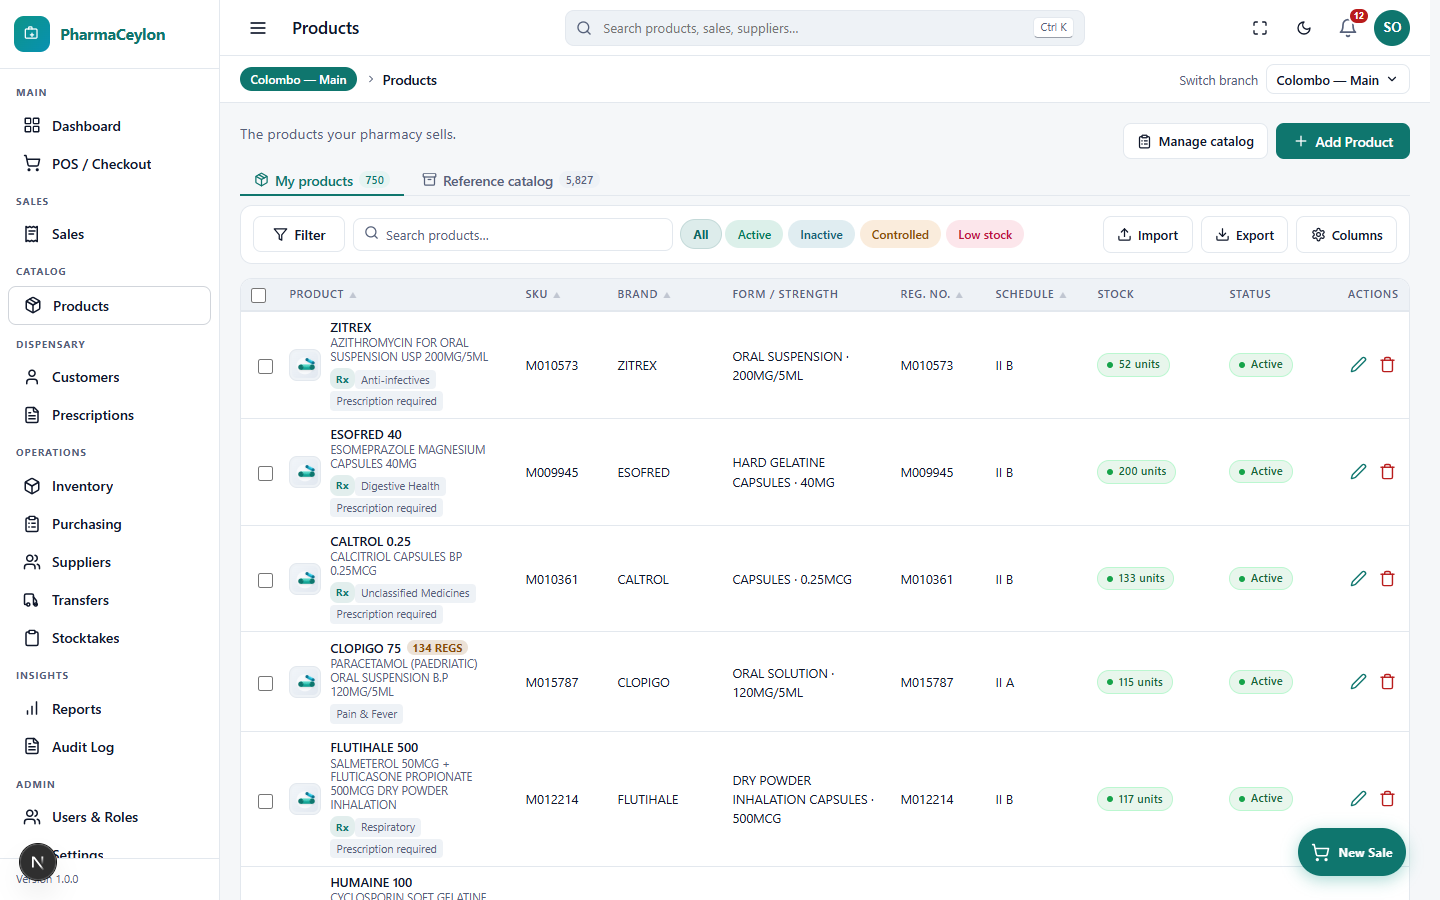 PharmaCeylon
Products
Search products, sales, suppliers...
Ctrl K
12
SO
Colombo — Main
Products
Switch branch
Colombo — Main
MAIN
Dashboard
POS / Checkout
SALES
Sales
CATALOG
Products
DISPENSARY
Customers
Prescriptions
OPERATIONS
Inventory
Purchasing
Suppliers
Transfers
Stocktakes
INSIGHTS
Reports
Audit Log
ADMIN
Users & Roles
Settings
N
Version 1.0.0
The products your pharmacy sells.
Manage catalog
Add Product
My products 750
Reference catalog 5,827
Filter
Search products...
All
Active
Inactive
Controlled
Low stock
Import
Export
Columns
PRODUCT SKU BRAND FORM / STRENGTH REG. NO. SCHEDULE STOCK STATUS ACTIONS
ZITREX
AZITHROMYCIN FOR ORAL
SUSPENSION USP 200MG/5ML
Rx Anti-infectives
Prescription required
M010573
ZITREX
ORAL SUSPENSION ·
200MG/5ML
M010573
II B
52 units
Active
ESOFRED 40
ESOMEPRAZOLE MAGNESIUM
CAPSULES 40MG
Rx Digestive Health
Prescription required
M009945
ESOFRED
HARD GELATINE
CAPSULES · 40MG
M009945
II B
200 units
Active
CALTROL 0.25
CALCITRIOL CAPSULES BP
0.25MCG
Rx Unclassified Medicines
Prescription required
M010361
CALTROL
CAPSULES · 0.25MCG
M010361
II B
133 units
Active
CLOPIGO 75 134 REGS
PARACETAMOL (PAEDRIATIC)
ORAL SUSPENSION B.P
120MG/5ML
Pain & Fever
M015787
CLOPIGO
ORAL SOLUTION ·
120MG/5ML
M015787
II A
115 units
Active
FLUTIHALE 500
SALMETEROL 50MCG +
FLUTICASONE PROPIONATE
500MCG DRY POWDER
INHALATION
Rx Respiratory
Prescription required
M012214
FLUTIHALE
DRY POWDER
INHALATION CAPSULES ·
500MCG
M012214
II B
117 units
Active
New Sale
HUMAINE 100
CYCLOSPORIN SOFT GELATINE